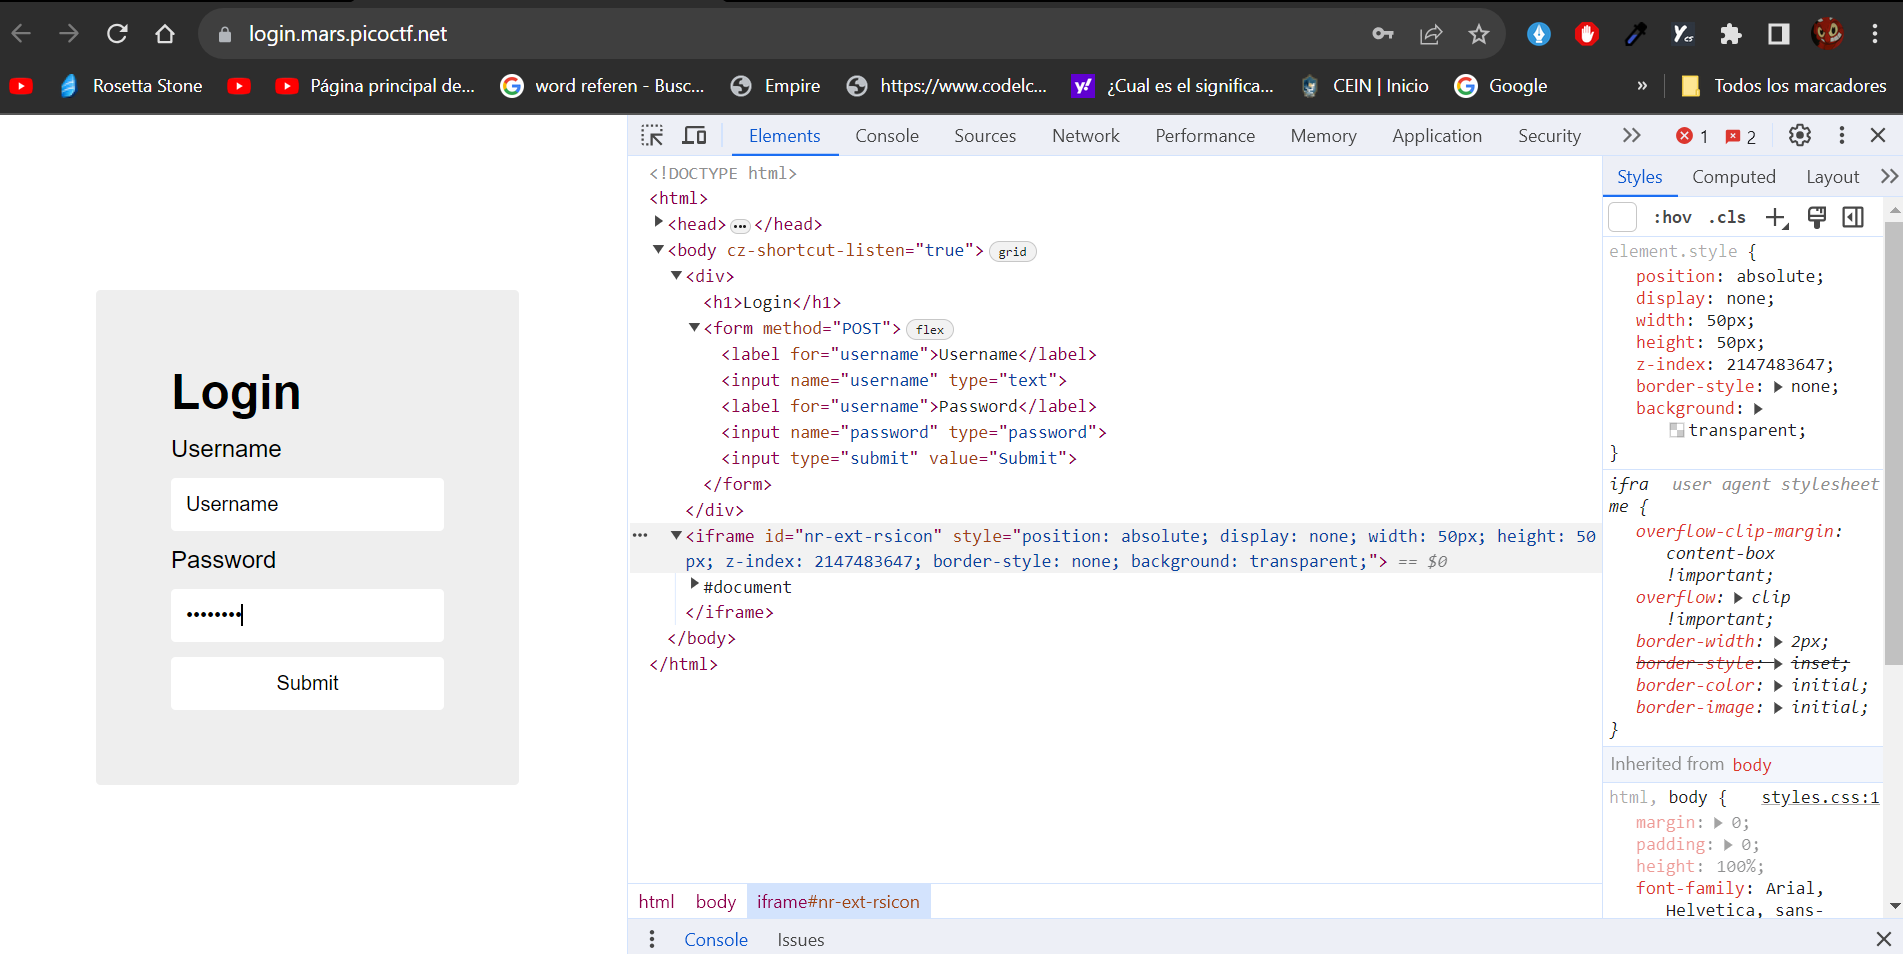 login.mars.picoctf.net
Rosetta Stone Página principal de... word referen - Busc... Empire https://www.codelc... ¿Cual es el significa... CEIN | Inicio Google » Todos los marcadores
Login
Username
Username
Password
••••••••
Submit
Elements Console Sources Network Performance Memory Application Security 1 2
<!DOCTYPE html>
<html>
<head>…</head>
<body cz-shortcut-listen="true"> grid
<div>
<h1>Login</h1>
<form method="POST"> flex
<label for="username">Username</label>
<input name="username" type="text">
<label for="username">Password</label>
<input name="password" type="password">
<input type="submit" value="Submit">
</form>
</div>
<iframe id="nr-ext-rsicon" style="position: absolute; display: none; width: 50px; height: 50
px; z-index: 2147483647; border-style: none; background: transparent;"> == $0
#document
</iframe>
</body>
</html>
html body iframe#nr-ext-rsicon
Styles Computed Layout
:hov .cls
element.style {
position: absolute;
display: none;
width: 50px;
height: 50px;
z-index: 2147483647;
border-style: none;
background:
transparent;
}
ifra user agent stylesheet
me {
overflow-clip-margin:
content-box
!important;
overflow: clip
!important;
border-width: 2px;
border-style: inset;
border-color: initial;
border-image: initial;
}
Inherited from body
html, body { styles.css:1
margin: 0;
padding: 0;
height: 100%;
font-family: Arial,
Helvetica, sans-
Console Issues